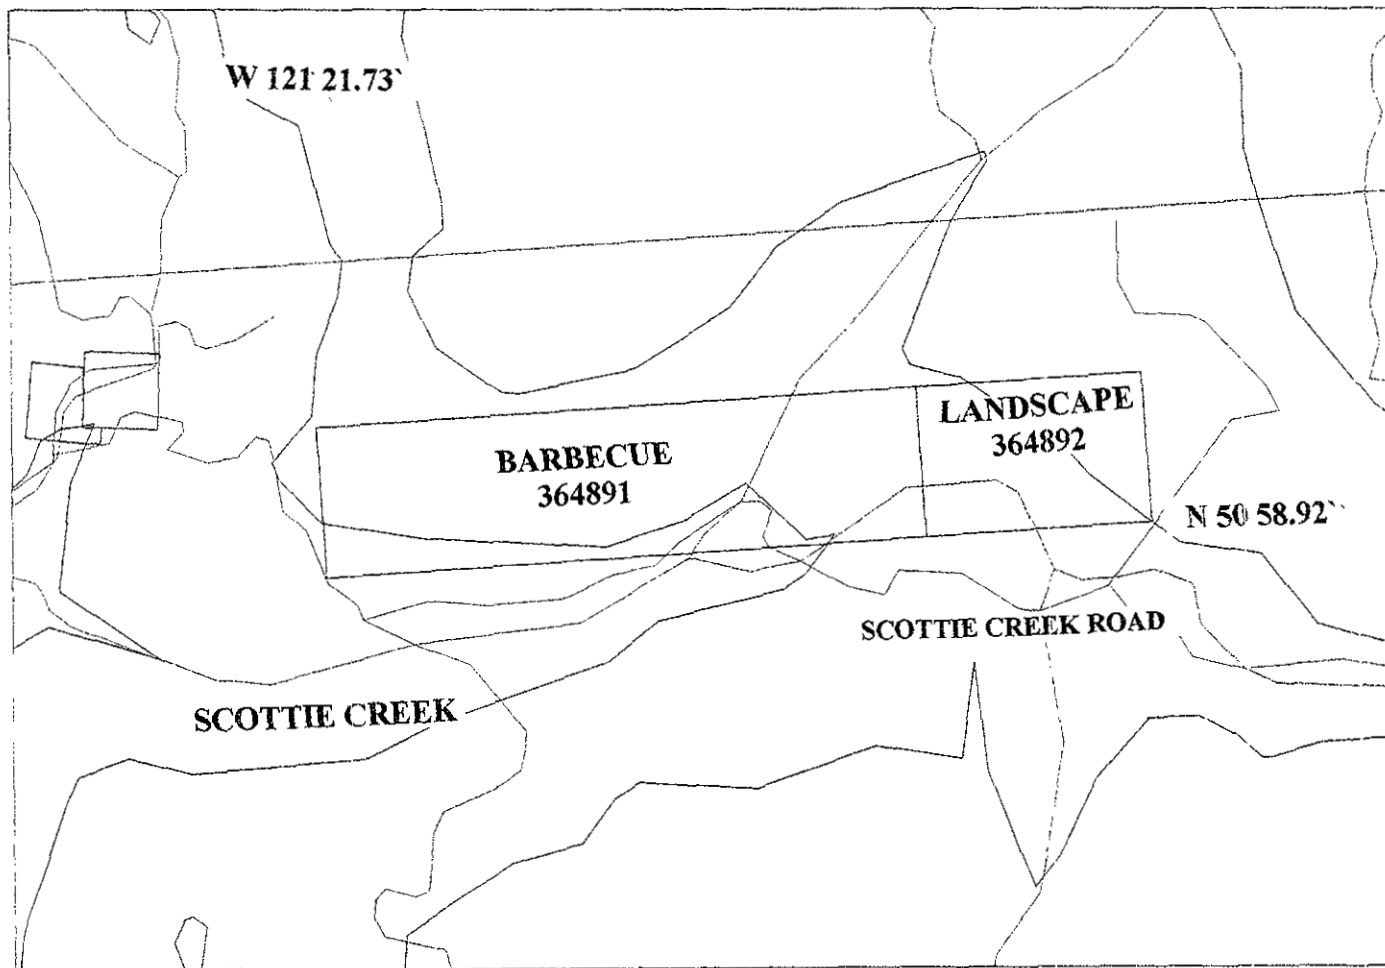 W 121 21.73`
LANDSCAPE
364892
BARBECUE
364891
N 50 58.92``
SCOTTIE CREEK ROAD
SCOTTIE CREEK